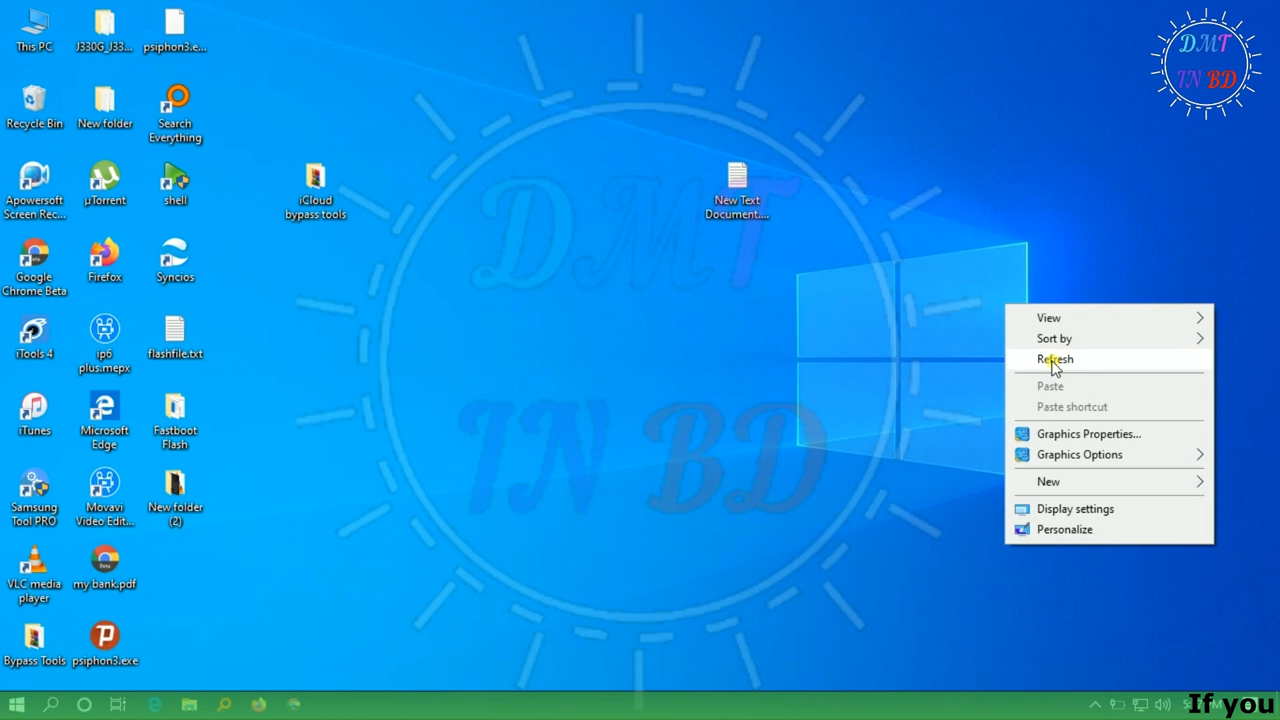 This PC
J330G_J33...
psiphon3.e...
Recycle Bin
New folder
Search
Everything
Apowersoft
Screen Rec...
µTorrent
shell
iCloud
bypass tools
New Text
Document....
Google
Chrome Beta
Firefox
Syncios
iTools 4
ip6
plus.mepx
flashfile.txt
iTunes
Microsoft
Edge
Fastboot
Flash
Samsung
Tool PRO
Movavi
Video Edit...
New folder
(2)
VLC media
player
my bank.pdf
Bypass Tools
psiphon3.exe
DMT
IN BD
DMT
IN BD
View
Sort by
Refresh
Paste
Paste shortcut
Graphics Properties...
Graphics Options
New
Display settings
Personalize
If you